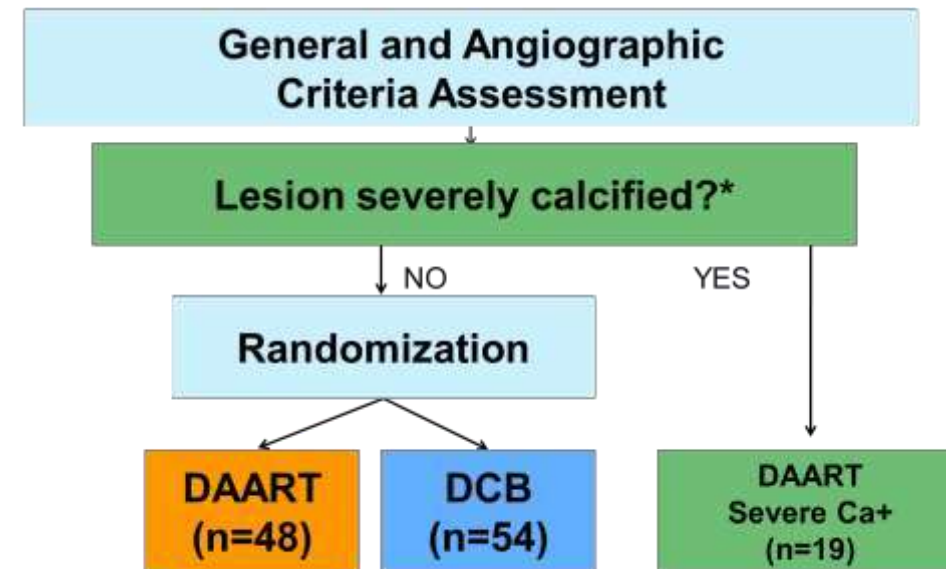 General and Angiographic
Criteria Assessment
Lesion severely calcified?*
NO
YES
Randomization
DAART
(n=48)
DCB
(n=54)
DAART
Severe Ca+
(n=19)